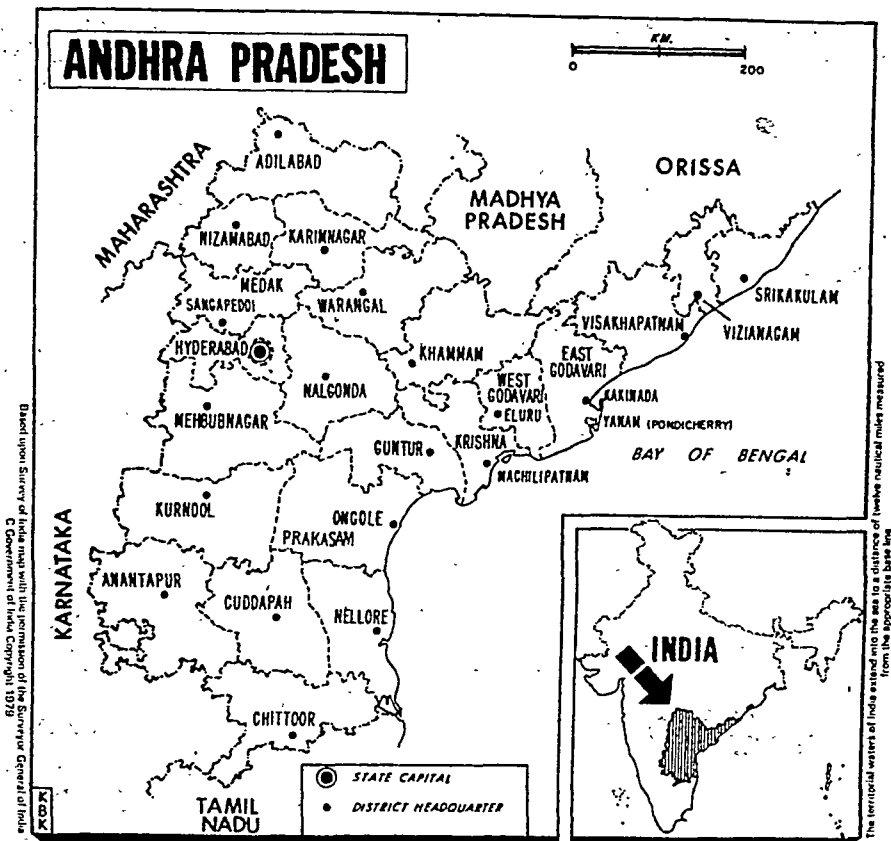 ANDHRA PRADESH
KM.
0 200
MAHARASHTRA
ADILABAD
MADHYA
PRADESH
ORISSA
NIZAMABAD
KARIMNAGAR
MEDAK
SANGAPEDDI
WARANGAL
SRIKAKULAM
VISAKHAPATNAM
VIZIANAGAM
HYDERABAD
KHAMMAM
EAST
GODAVARI
NALGONDA
WEST
GODAVARI
ELURU
KAKINADA
MEHBUBNAGAR
YANAM (PONDICHERRY)
GUNTUR
KRISHNA
BAY OF BENGAL
MACHILIPATNAM
KURNOOL
ONGOLE
PRAKASAM
KARNATAKA
ANANTAPUR
CUDDAPAH
NELLORE
INDIA
CHITTOOR
STATE CAPITAL
DISTRICT HEADQUARTER
TAMIL
NADU
KBK
Based upon Survey of India map with the permission of the Surveyor General of India
C Government of India Copyright 1979
The territorial waters of India extend into the sea to a distance of twelve nautical miles measured
from the appropriate base line